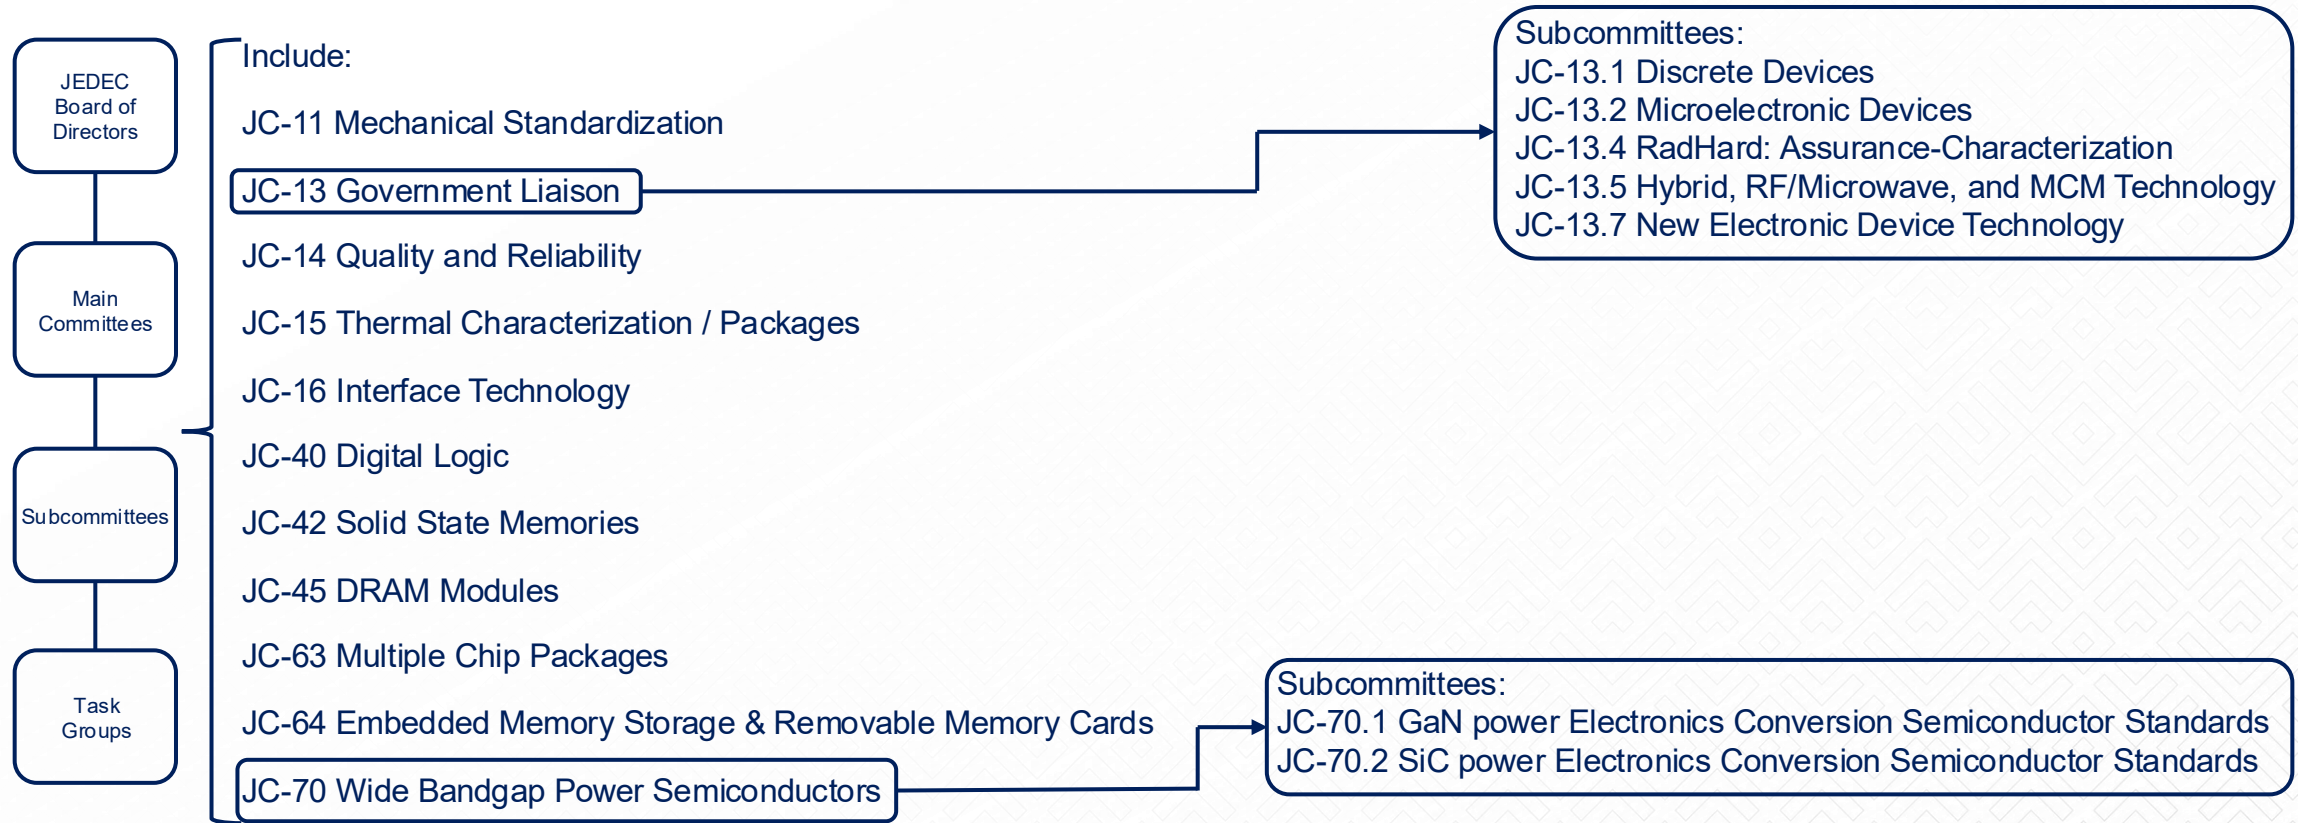 JEDEC
Board of
Directors
Main
Committees
Subcommittees
Task
Groups
Include:
JC-11 Mechanical Standardization
JC-13 Government Liaison
JC-14 Quality and Reliability
JC-15 Thermal Characterization / Packages
JC-16 Interface Technology
JC-40 Digital Logic
JC-42 Solid State Memories
JC-45 DRAM Modules
JC-63 Multiple Chip Packages
JC-64 Embedded Memory Storage & Removable Memory Cards
JC-70 Wide Bandgap Power Semiconductors
Subcommittees:
JC-13.1 Discrete Devices
JC-13.2 Microelectronic Devices
JC-13.4 RadHard: Assurance-Characterization
JC-13.5 Hybrid, RF/Microwave, and MCM Technology
JC-13.7 New Electronic Device Technology
Subcommittees:
JC-70.1 GaN power Electronics Conversion Semiconductor Standards
JC-70.2 SiC power Electronics Conversion Semiconductor Standards